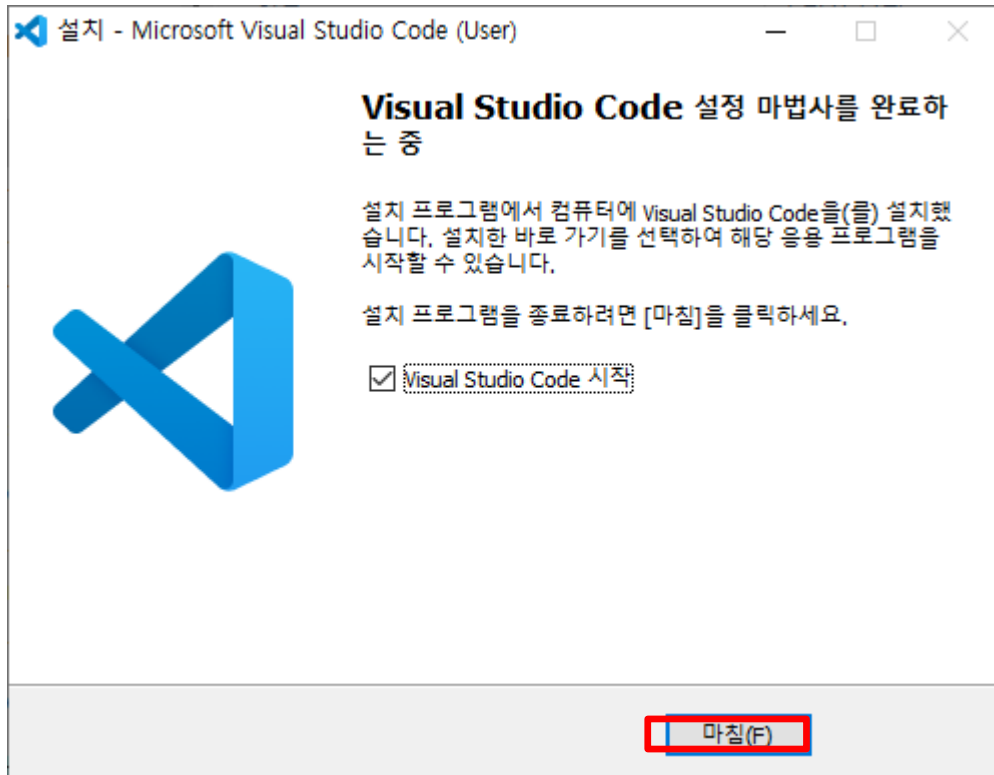 설치 - Microsoft Visual Studio Code (User)
Visual Studio Code 설정 마법사를 완료하
는 중
설치 프로그램에서 컴퓨터에 Visual Studio Code을(를) 설치했
습니다. 설치한 바로 가기를 선택하여 해당 응용 프로그램을
시작할 수 있습니다.
설치 프로그램을 종료하려면 [마침]을 클릭하세요.
Visual Studio Code 시작
마침(F)